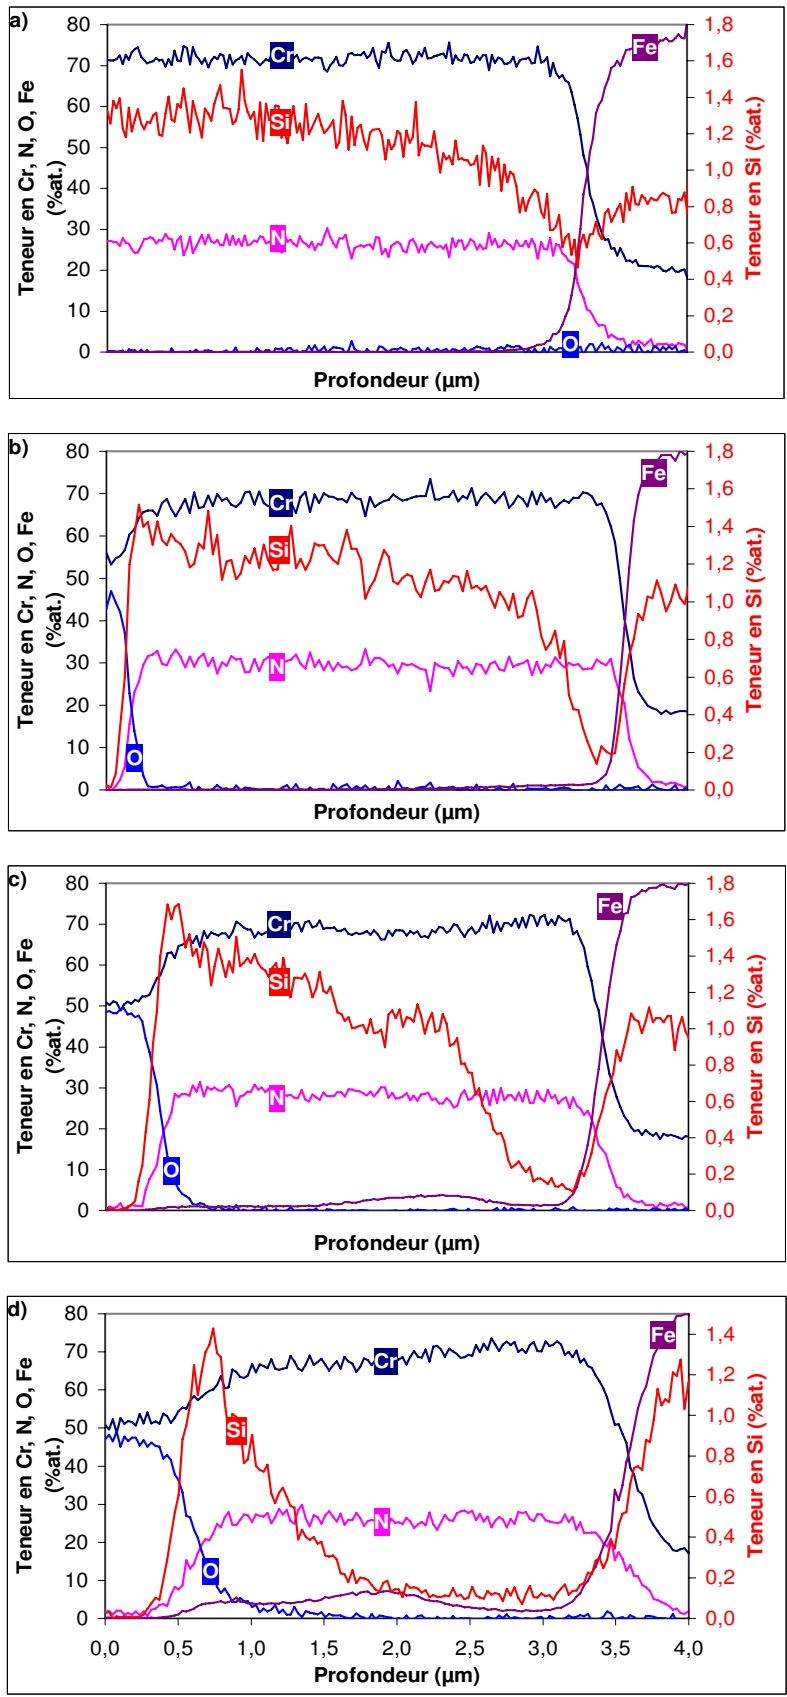 a)
Teneur en Cr, N, O, Fe
(%at.)
80
70
60
50
40
30
20
10
0
Cr
Si
N
O
Fe
1,8
1,6
1,4
1,2
1,0
0,8
0,6
0,4
0,2
0,0
Teneur en Si (%at.)
Profondeur (µm)
b)
Teneur en Cr, N, O, Fe
(%at.)
80
70
60
50
40
30
20
10
0
Cr
Si
N
O
Fe
1,8
1,6
1,4
1,2
1,0
0,8
0,6
0,4
0,2
0,0
Teneur en Si (%at.)
Profondeur (µm)
c)
Teneur en Cr, N, O, Fe
(%at.)
80
70
60
50
40
30
20
10
0
Cr
Si
N
O
Fe
1,8
1,6
1,4
1,2
1,0
0,8
0,6
0,4
0,2
0,0
Teneur en Si (%at.)
Profondeur (µm)
d)
Teneur en Cr, N, O, Fe
(%at.)
80
70
60
50
40
30
20
10
0
Cr
Si
N
O
Fe
1,4
1,2
1,0
0,8
0,6
0,4
0,2
0,0
Teneur en Si (%at.)
0,0 0,5 1,0 1,5 2,0 2,5 3,0 3,5 4,0
Profondeur (µm)